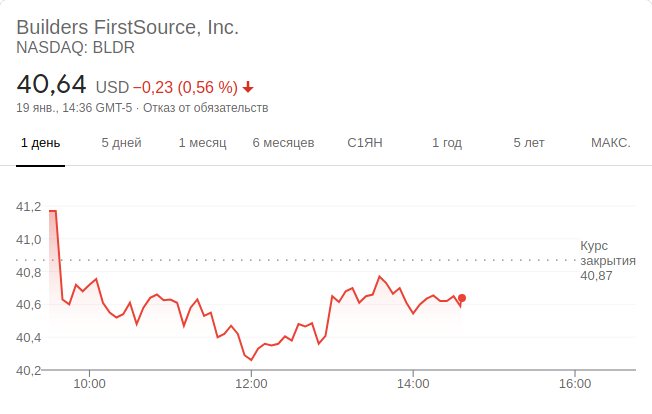 Builders FirstSource, Inc.
NASDAQ: BLDR
40,64 USD −0,23 (0,56 %)
19 янв., 14:36 GMT-5 · Отказ от обязательств
1 день 5 дней 1 месяц 6 месяцев С1ЯН 1 год 5 лет МАКС.
41,2
41,0
40,8
40,6
40,4
40,2
Курс
закрытия
40,87
10:00 12:00 14:00 16:00